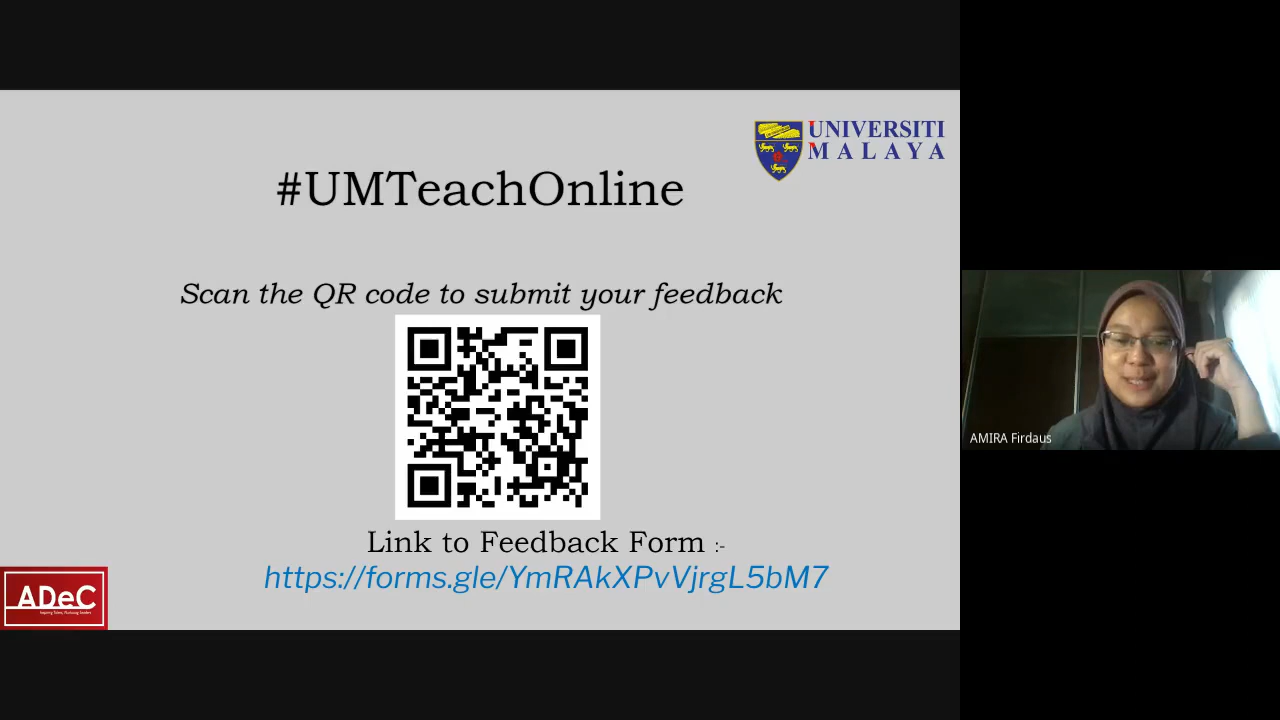 UNIVERSITI
MALAYA
#UMTeachOnline
Scan the QR code to submit your feedback
Link to Feedback Form :-
https://forms.gle/YmRAkXPvVjrgL5bM7
ADeC
AMIRA Firdaus